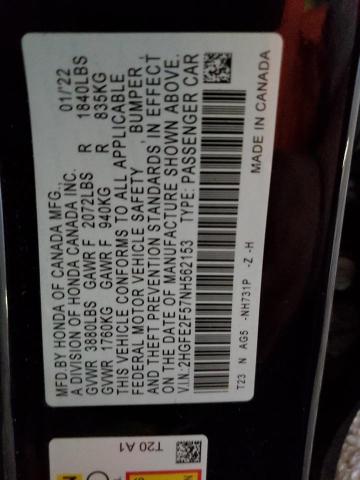 MFD.BY HONDA OF CANADA MFG., 01/'22
A DIVISION OF HONDA CANADA INC.
GVWR 3880LBS GAWR F 2072LBS R 1840LBS
GVWR 1760KG GAWR F 940KG R 835KG
THIS VEHICLE CONFORMS TO ALL APPLICABLE
FEDERAL MOTOR VEHICLE SAFETY , BUMPER,
AND THEFT PREVENTION STANDARDS IN EFFECT
ON THE DATE OF MANUFACTURE SHOWN ABOVE.
V.I.N. 2HGFE2F57NH562153 TYPE: PASSENGER CAR
T23 N AG5 -NH731P -Z -H
MADE IN CANADA
T20 A1